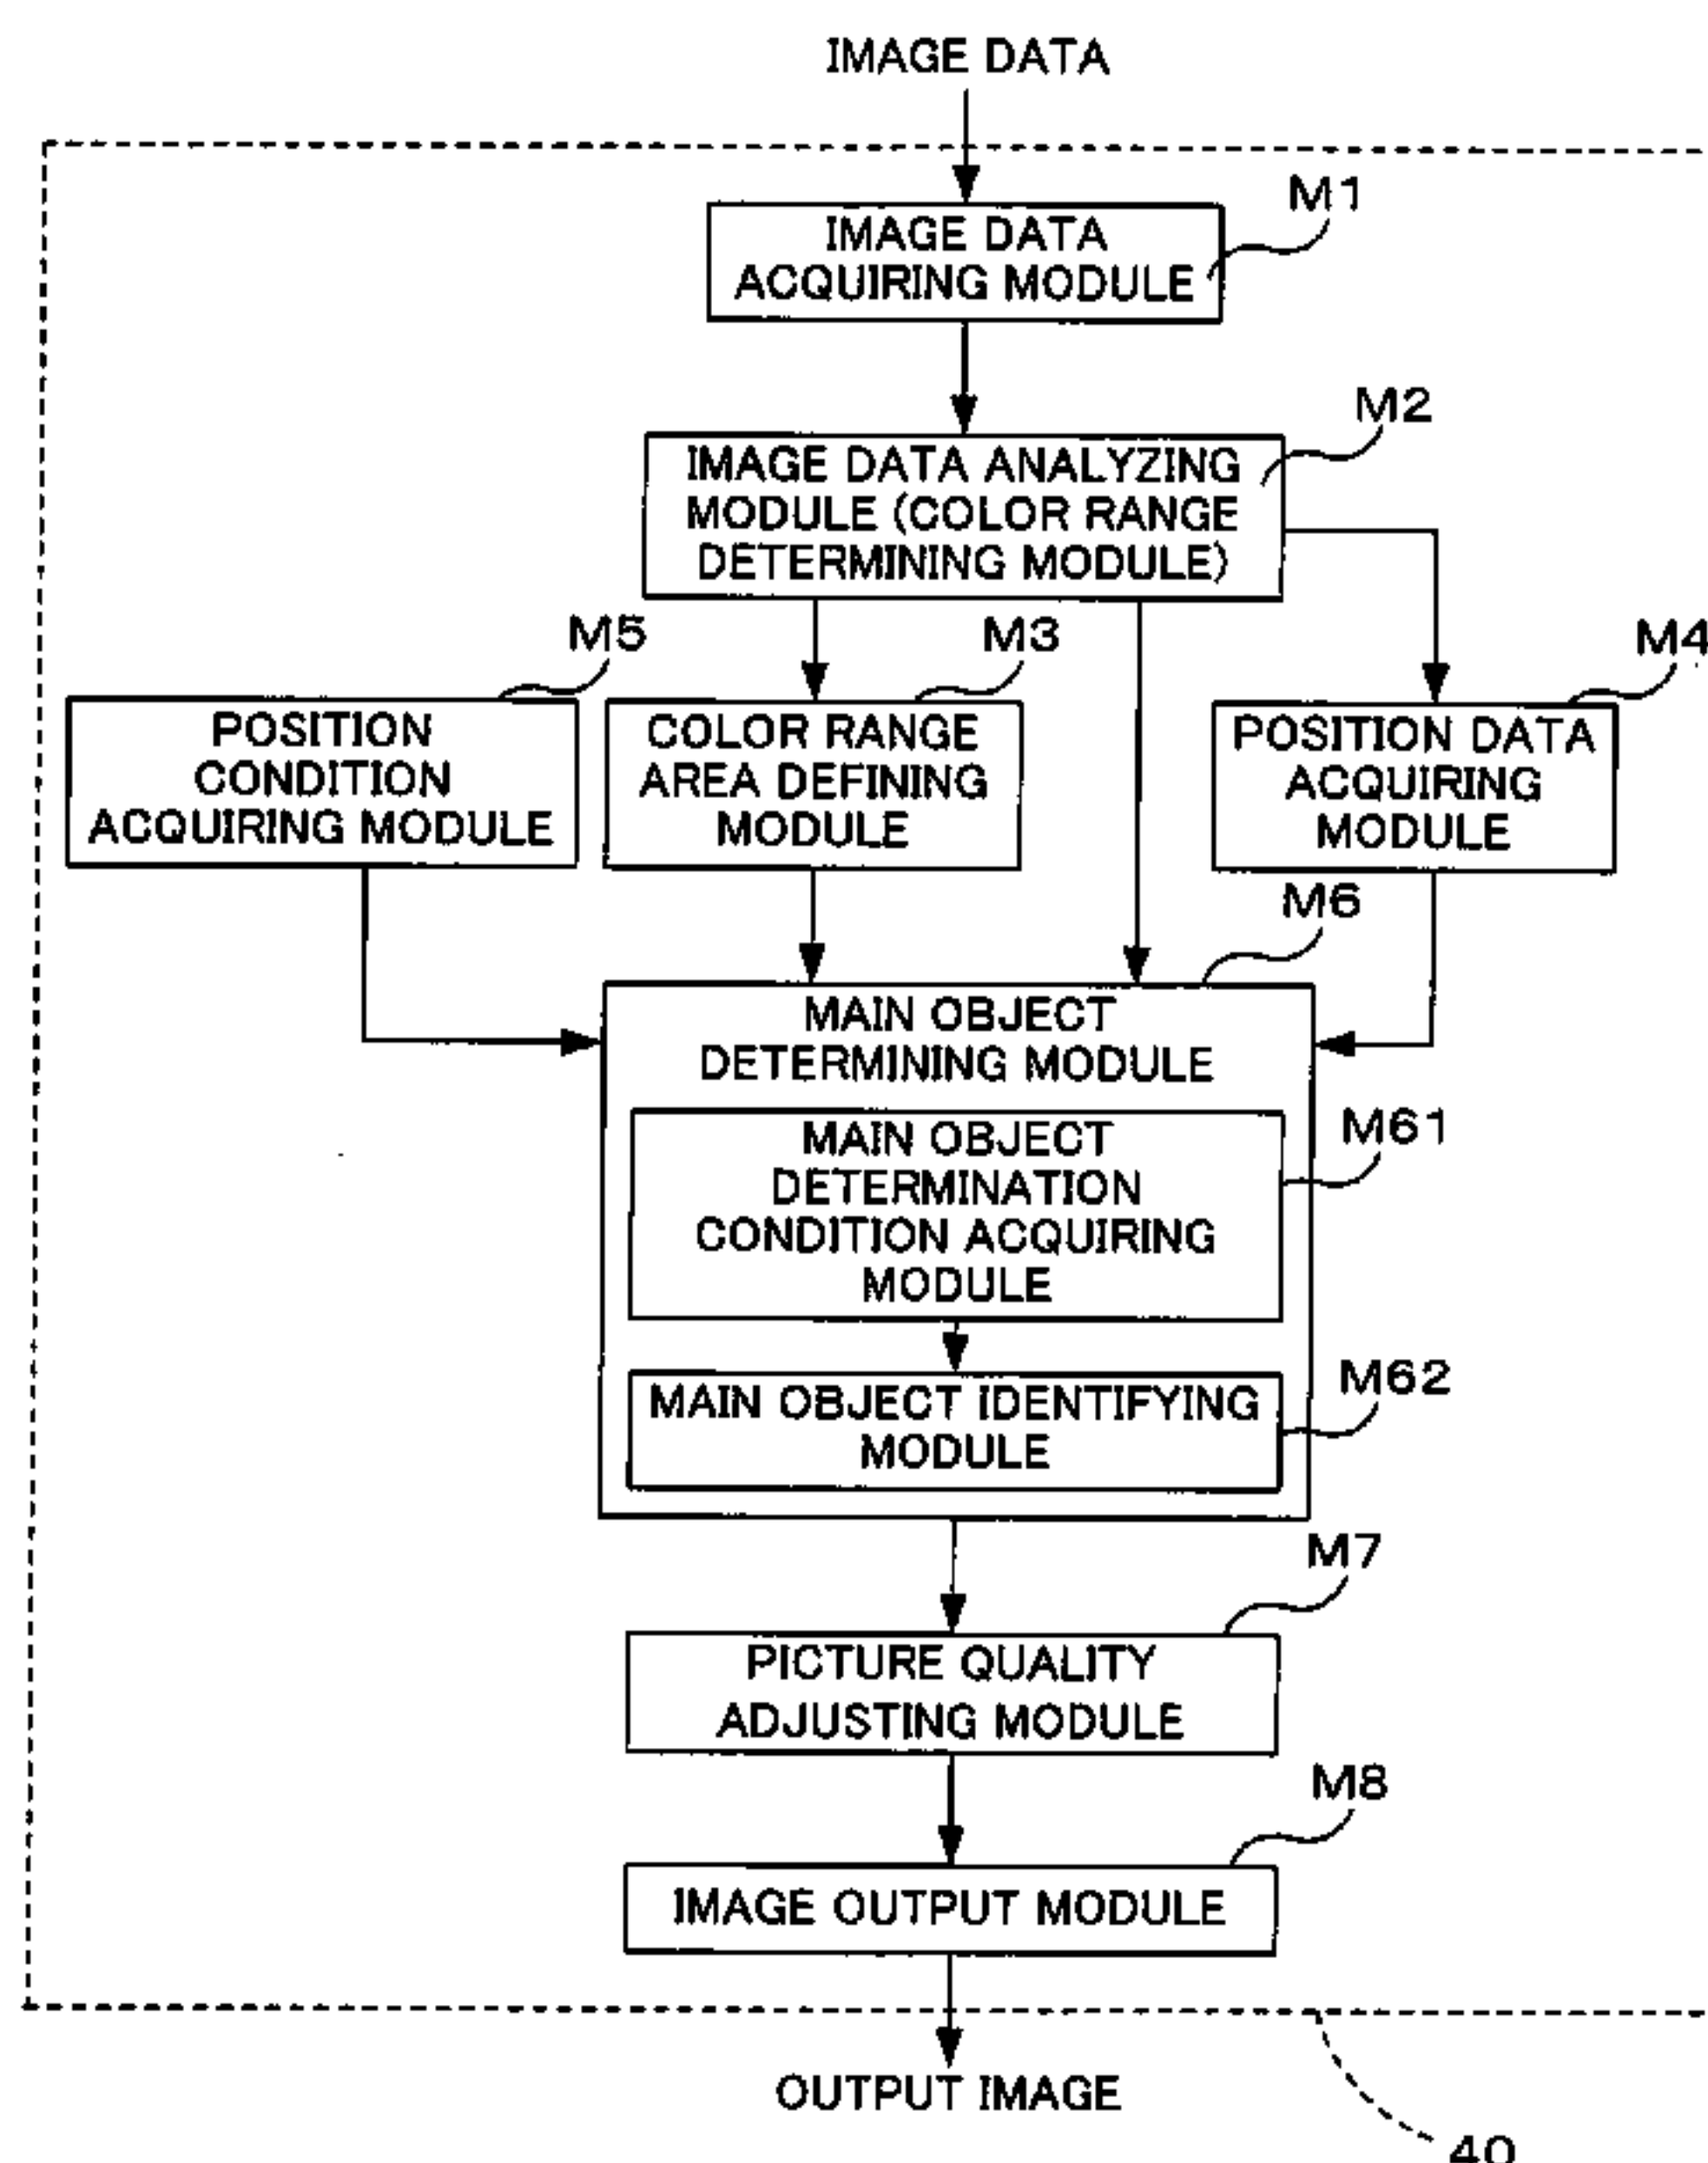 IMAGE DATA
M1
IMAGE DATA
ACQUIRING MODULE
M2
IMAGE DATA ANALYZING
MODULE (COLOR RANGE
DETERMINING MODULE)
M5
M3
M4
POSITION
CONDITION
ACQUIRING MODULE
COLOR RANGE
AREA DEFINING
MODULE
POSITION DATA
ACQUIRING
MODULE
M6
MAIN OBJECT
DETERMINING MODULE
M61
MAIN OBJECT
DETERMINATION
CONDITION ACQUIRING
MODULE
M62
MAIN OBJECT IDENTIFYING
MODULE
M7
PICTURE QUALITY
ADJUSTING MODULE
M8
IMAGE OUTPUT MODULE
OUTPUT IMAGE
40